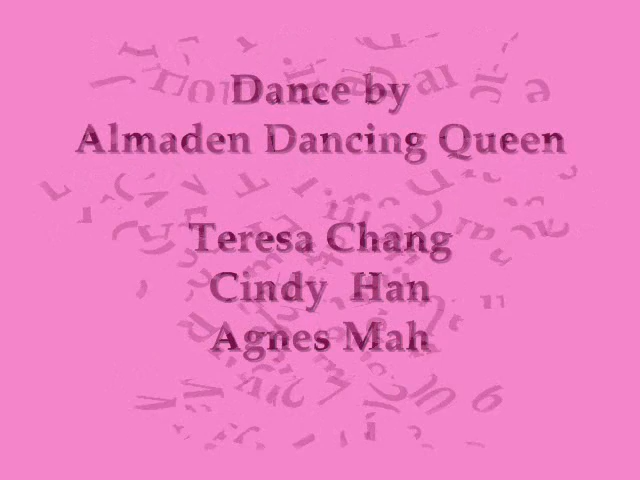 Dance by
Almaden Dancing Queen
Teresa Chang
Cindy Han
Agnes Mah